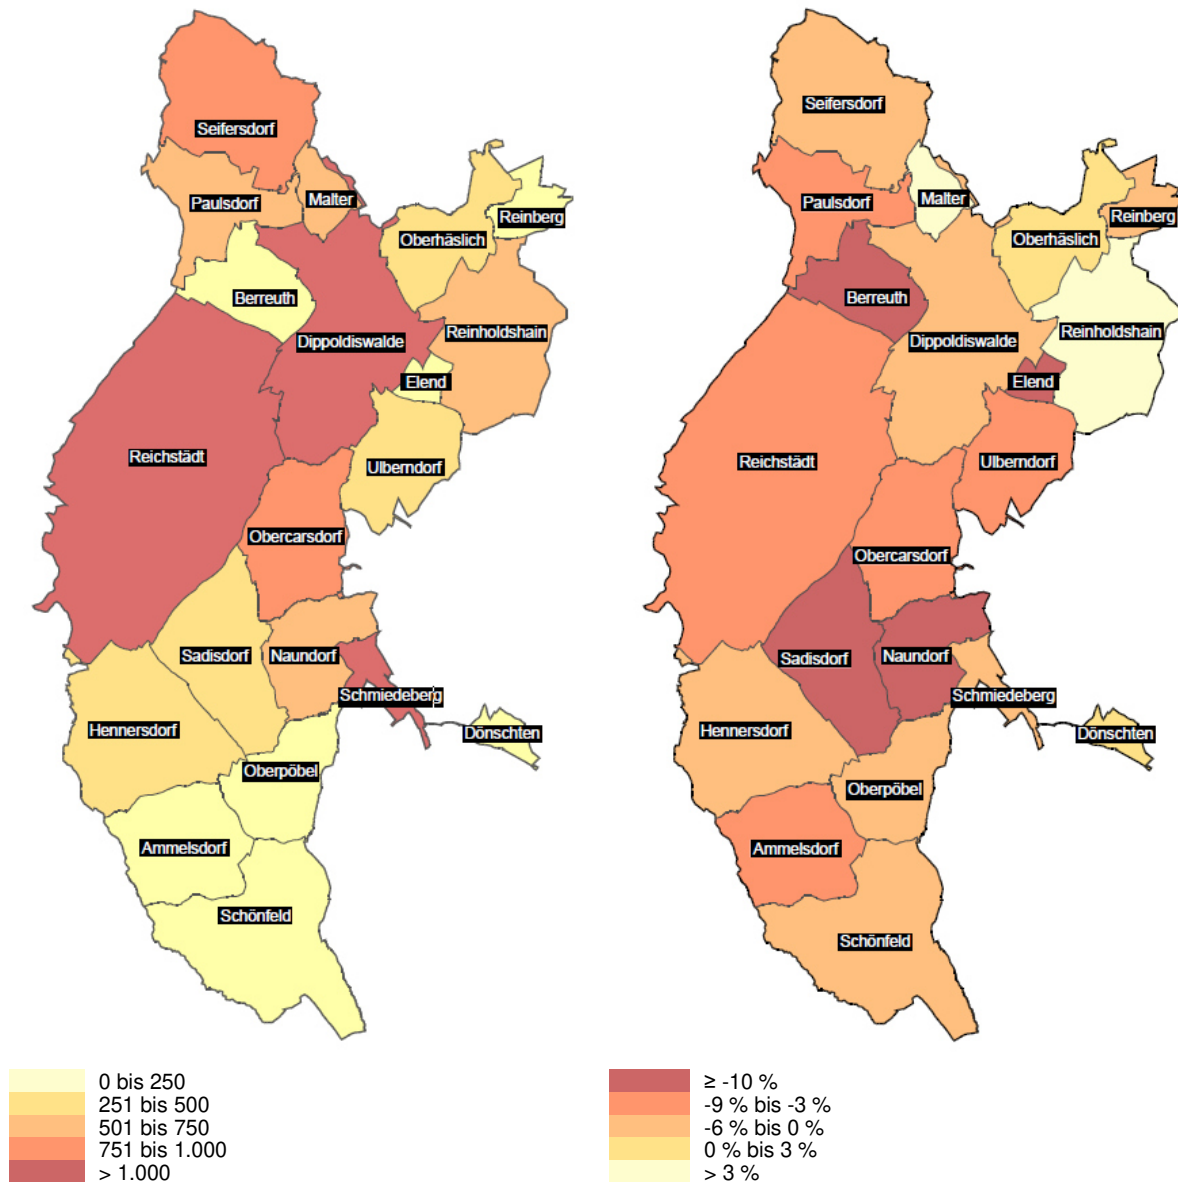 Seifersdorf
Paulsdorf
Malter
Oberhäslich
Reinberg
Berreuth
Dippoldiswalde
Reinholdshain
Elend
Reichstädt
Ulberndorf
Obercarsdorf
Sadisdorf
Naundorf
Schmiedeberg
Hennersdorf
Dönschten
Oberpöbel
Ammelsdorf
Schönfeld
0 bis 250
251 bis 500
501 bis 750
751 bis 1.000
> 1.000
Seifersdorf
Paulsdorf
Malter
Reinberg
Oberhäslich
Berreuth
Reinholdshain
Dippoldiswalde
Elend
Reichstädt
Ulberndorf
Obercarsdorf
Sadisdorf
Naundorf
Schmiedeberg
Hennersdorf
Dönschten
Oberpöbel
Ammelsdorf
Schönfeld
≥ -10 %
-9 % bis -3 %
-6 % bis 0 %
0 % bis 3 %
> 3 %